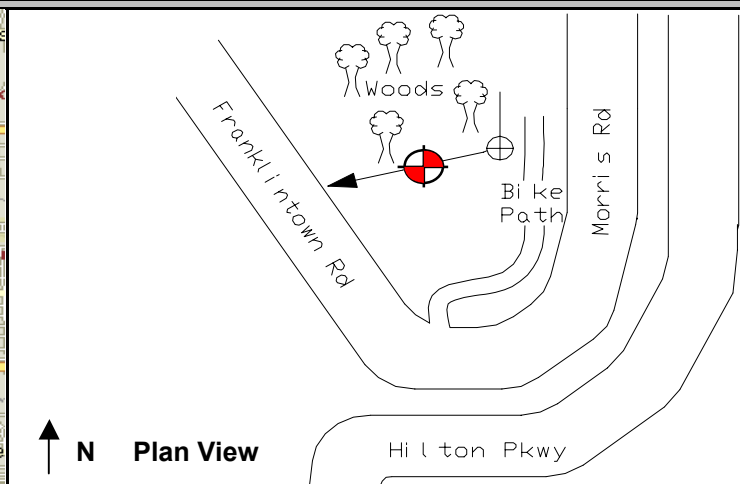 Woods
Franklintown Rd
Morris Rd
Bike
Path
N Plan View
Hilton Pkwy